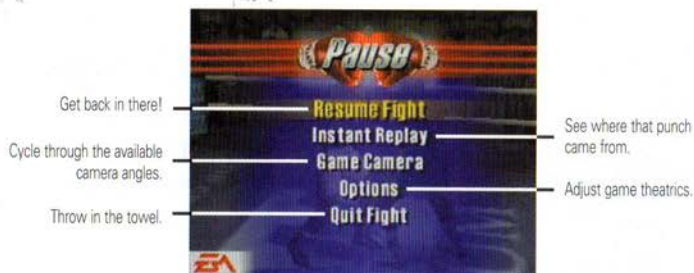 Pause
Get back in there!
Resume Fight
Instant Replay
See where that punch
came from.
Cycle through the available
camera angles.
Game Camera
Options
Adjust game theatrics.
Throw in the towel.
Quit Fight
EA